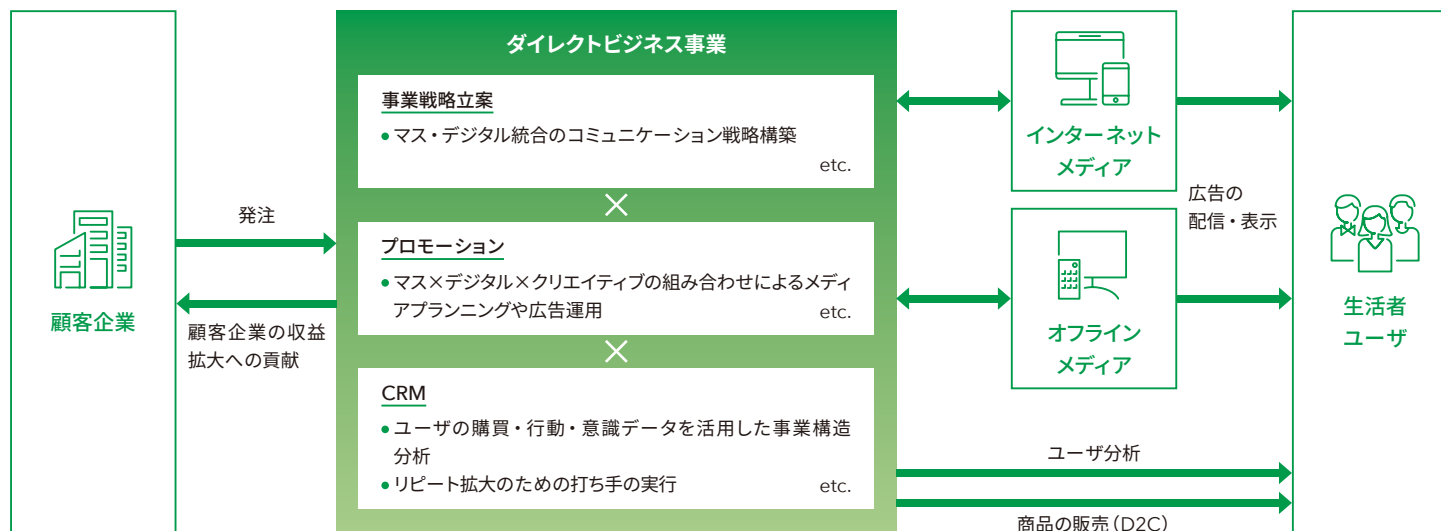 顧客企業
発注
顧客企業の収益
拡大への貢献
ダイレクトビジネス事業
事業戦略立案
●マス・デジタル統合のコミュニケーション戦略構築
etc.
×
プロモーション
●マス×デジタル×クリエイティブの組み合わせによるメディ
アプランニングや広告運用 etc.
×
CRM
●ユーザの購買・行動・意識データを活用した事業構造
分析
●リピート拡大のための打ち手の実行 etc.
インターネット
メディア
オフライン
メディア
広告の
配信・表示
ユーザ分析
商品の販売(D2C)
生活者
ユーザ